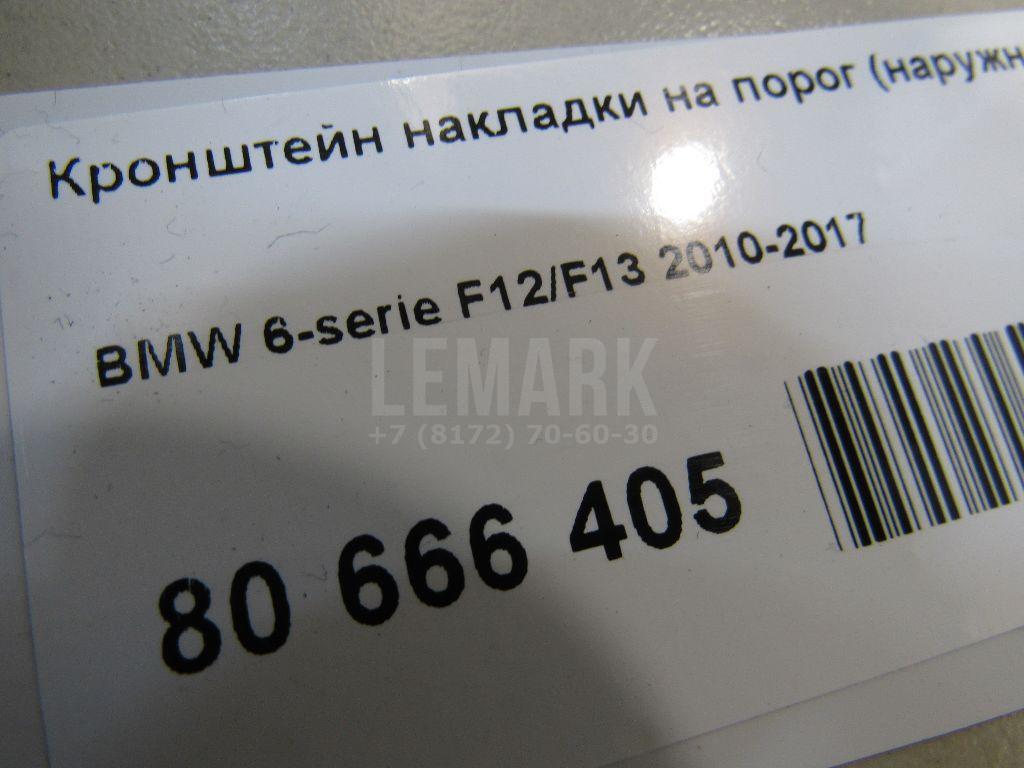 Кронштейн накладки на порог (наружн
BMW 6-serie F12/F13 2010-2017
LEMARK
+7 (8172) 70-60-30
80 666 405